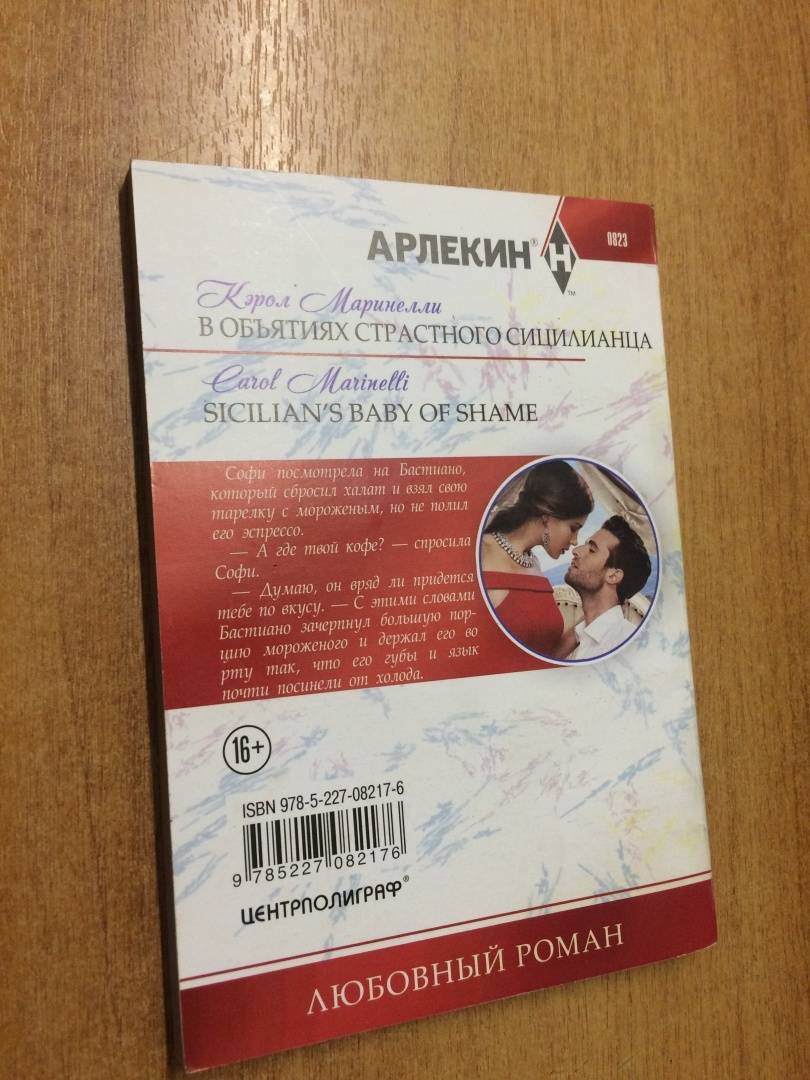 АРЛЕКИН®
H
TM
0823
Кэрол Маринелли
В ОБЪЯТИЯХ СТРАСТНОГО СИЦИЛИАНЦА
Carol Marinelli
SICILIAN'S BABY OF SHAME
Софи посмотрела на Бастиано,
который сбросил халат и взял свою
тарелку с мороженым, но не полил
его эспрессо.
— А где твой кофе? — спросила
Софи.
— Думаю, он вряд ли придется
тебе по вкусу. — С этими словами
Бастиано зачерпнул большую пор-
цию мороженого и держал его во
рту так, что его губы и язык
почти посинели от холода.
16+
ISBN 978-5-227-08217-6
9 785227 082176
ЦЕНТРПОЛИГРАФ®
ЛЮБОВНЫЙ РОМАН